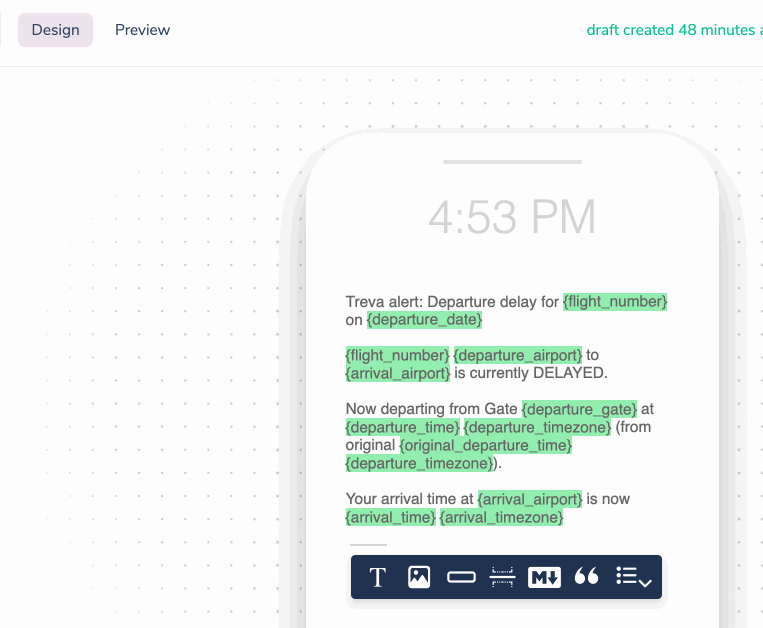 Design Preview draft created 48 minutes
4:53 PM
Treva alert: Departure delay for {flight_number}
on {departure_date}
{flight_number} {departure_airport} to
{arrival_airport} is currently DELAYED.
Now departing from Gate {departure_gate} at
{departure_time} {departure_timezone} (from
original {original_departure_time}
{departure_timezone}).
Your arrival time at {arrival_airport} is now
{arrival_time} {arrival_timezone}
T M